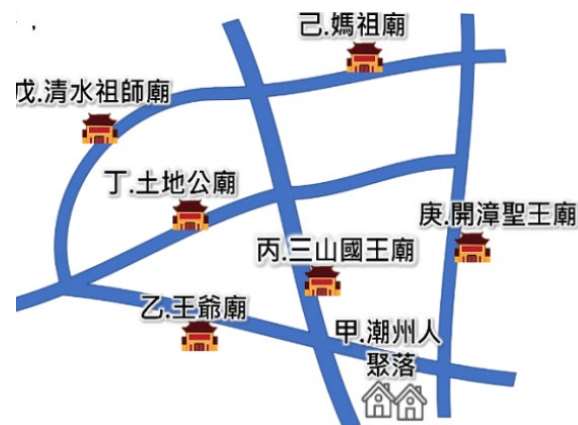 ，
己.媽祖廟
戊.清水祖師廟
丁.土地公廟
庚.開漳聖王廟
丙.三山國王廟
乙.王爺廟
甲.潮州人
聚落